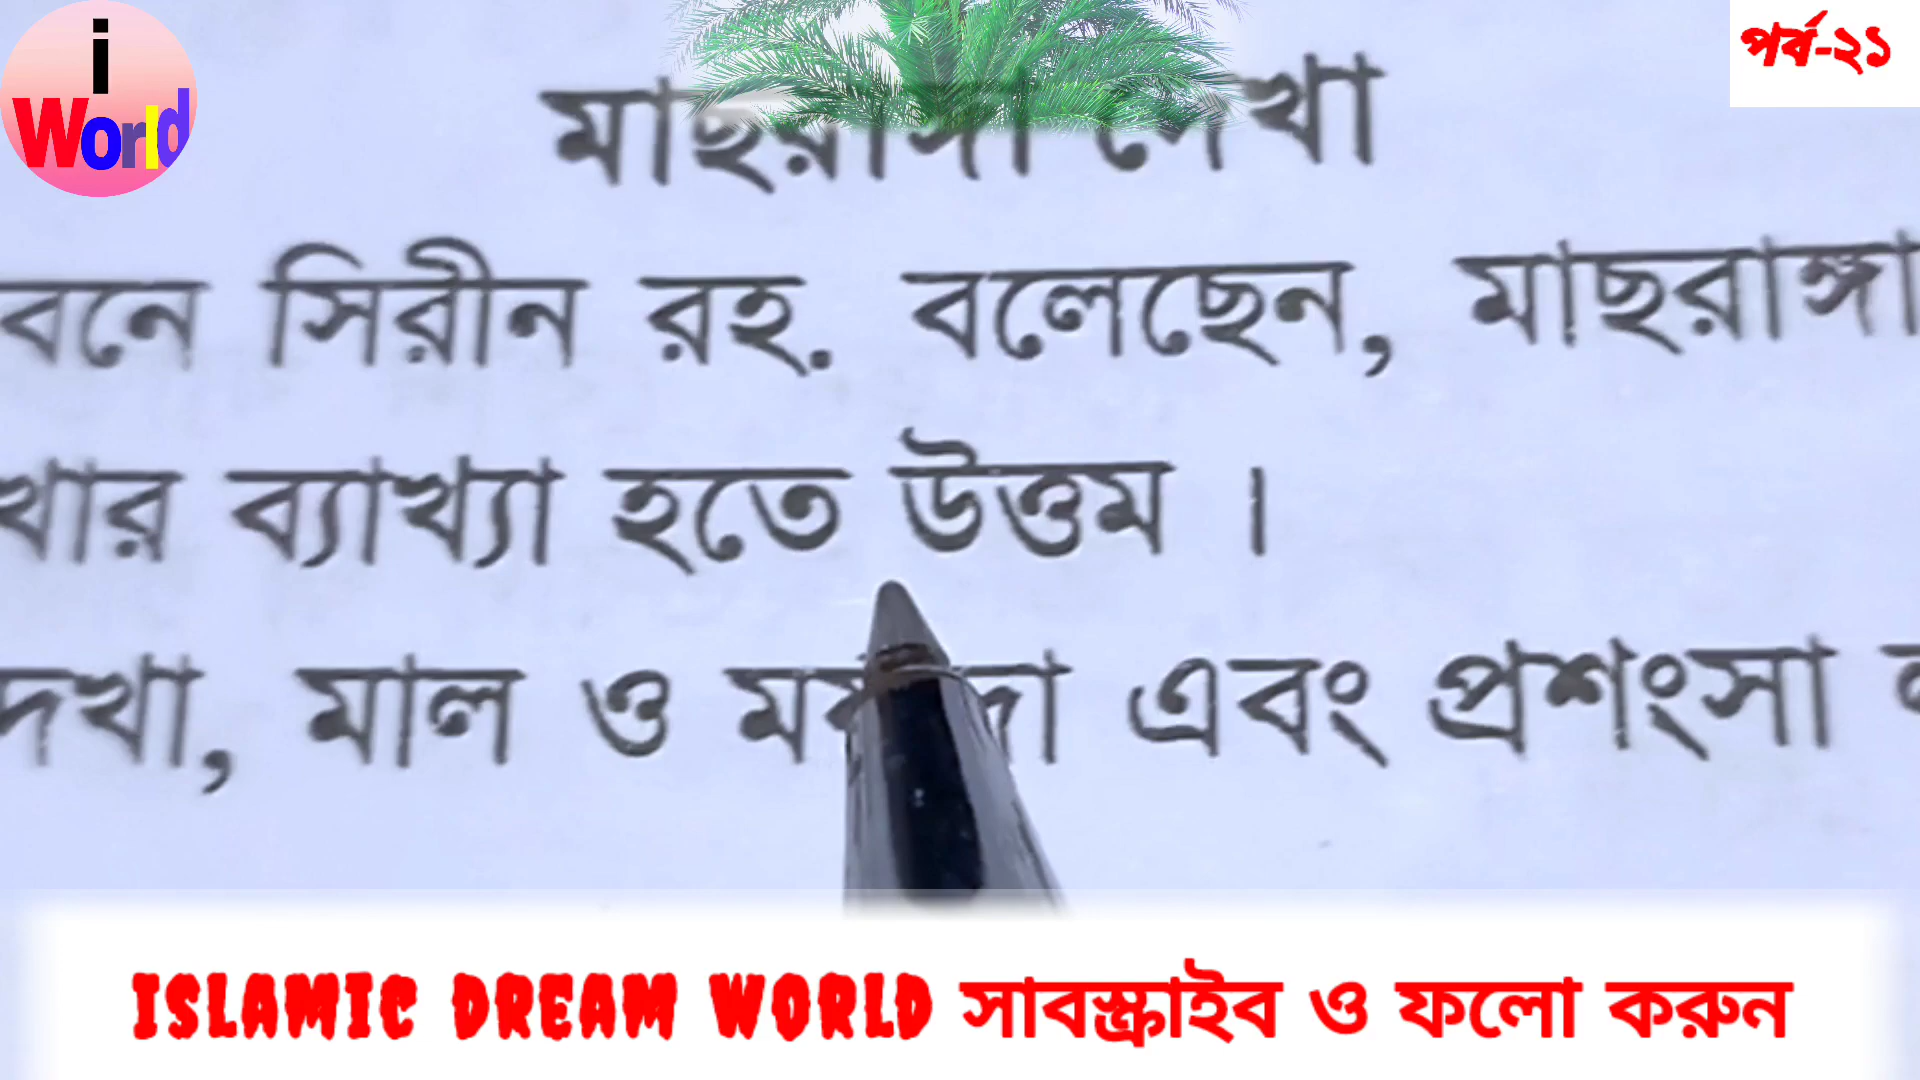 i
World
পর্ব-২১
মাছরাঙ্গা দেখা
বনে সিরীন রহ. বলেছেন, মাছরাঙ্গা
খার ব্যাখ্যা হতে উত্তম ।
দেখা, মাল ও এবং প্রশংসা
ISLAMIC DREAM WORLD সাবস্ক্রাইব ও ফলো করুন